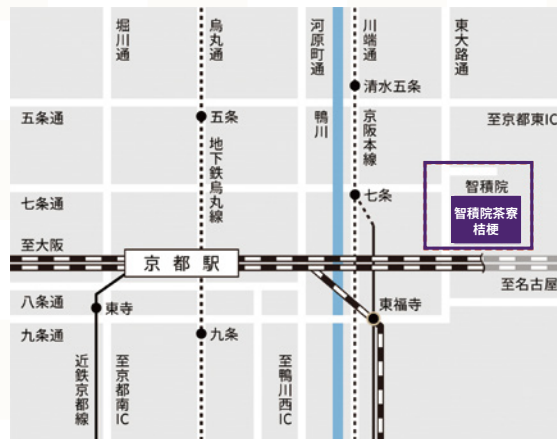 堀川通
烏丸通
河原町通
川端通
東大路通
清水五条
五条通
五条
鴨川
京阪本線
至京都東IC
地下鉄烏丸線
智積院
七条通
七条
智積院茶寮
桔梗
至大阪
京都駅
至名古屋
八条通
東寺
東福寺
九条通
九条
近鉄京都線
至京都南IC
至鴨川西IC